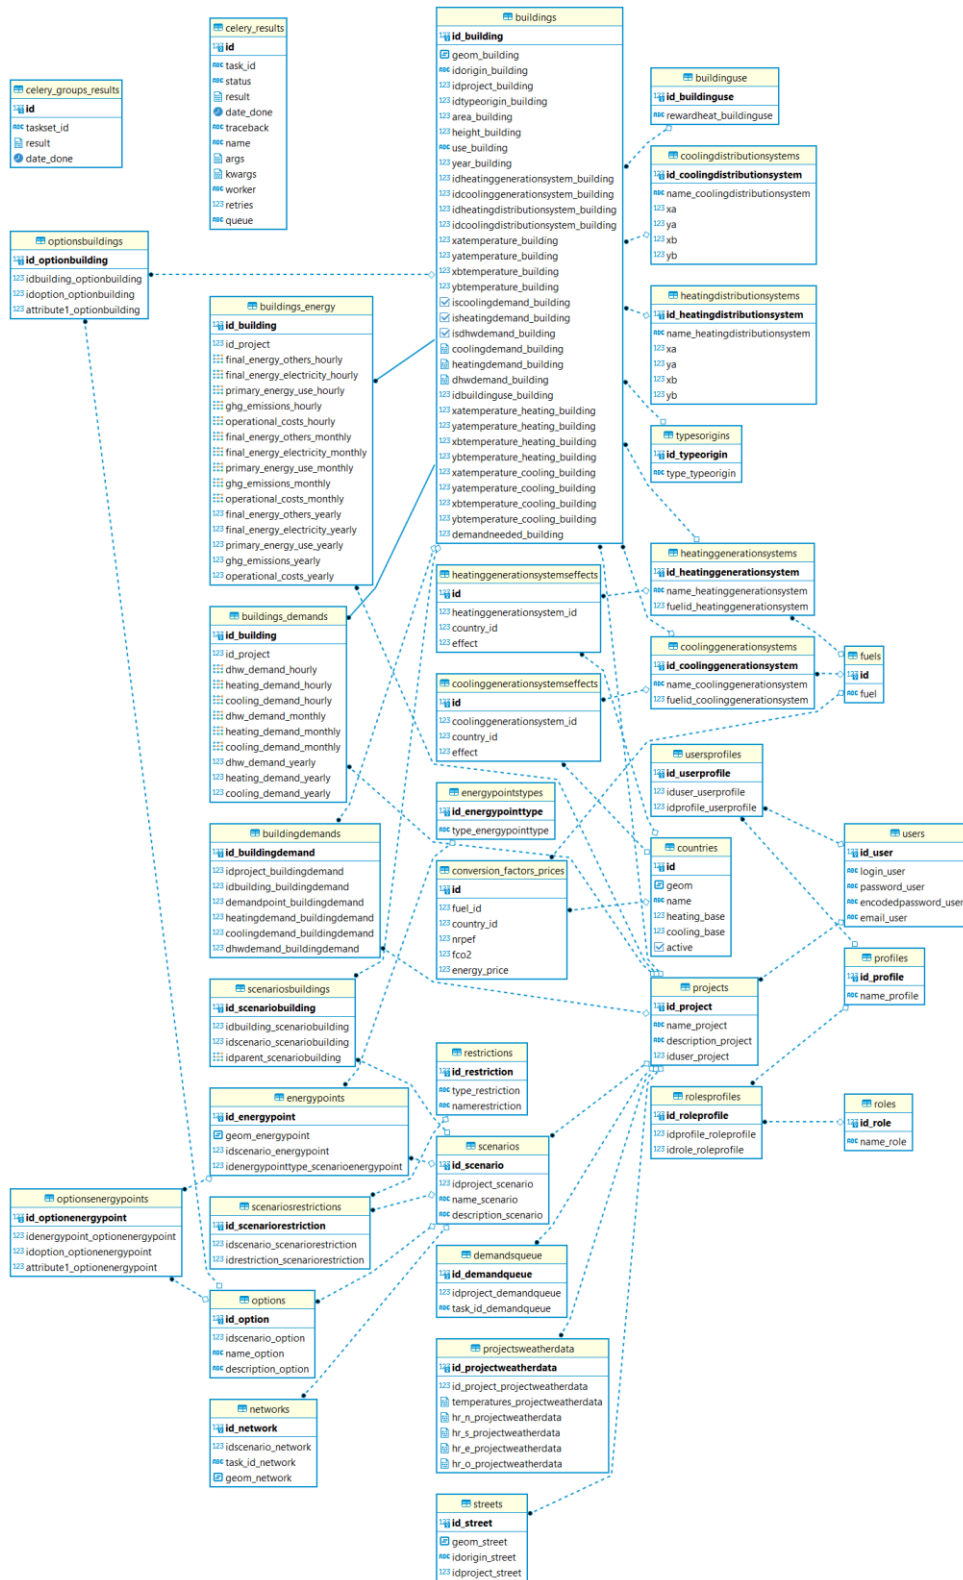 celery_groups_results
id
taskset_id
result
date_done
celery_results
id
task_id
status
result
date_done
traceback
name
args
kwargs
worker
retries
queue
buildings
id_building
geom_building
idorigin_building
idproject_building
idtypeorigin_building
area_building
height_building
use_building
year_building
idheatinggenerationsystem_building
idcoolinggenerationsystem_building
idheatingdistributionsystem_building
idcoolingdistributionsystem_building
xatemperature_building
yatemperature_building
xbtemperature_building
ybtemperature_building
iscoolingdemand_building
isheatingdemand_building
isdhwdemand_building
coolingdemand_building
heatingdemand_building
dhwdemand_building
idbuildinguse_building
xatemperature_heating_building
yatemperature_heating_building
xbtemperature_heating_building
ybtemperature_heating_building
xatemperature_cooling_building
yatemperature_cooling_building
xbtemperature_cooling_building
ybtemperature_cooling_building
demandneeded_building
buildinguse
id_buildinguse
rewardheat_buildinguse
coolingdistributionsystems
id_coolingdistributionsystem
name_coolingdistributionsystem
xa
ya
xb
yb
heatingdistributionsystems
id_heatingdistributionsystem
name_heatingdistributionsystem
xa
ya
xb
yb
typesorigins
id_typeorigin
type_typeorigin
optionsbuildings
id_optionbuilding
idbuilding_optionbuilding
idoption_optionbuilding
attribute1_optionbuilding
buildings_energy
id_building
id_project
final_energy_others_hourly
final_energy_electricity_hourly
primary_energy_use_hourly
ghg_emissions_hourly
operational_costs_hourly
final_energy_others_monthly
final_energy_electricity_monthly
primary_energy_use_monthly
ghg_emissions_monthly
operational_costs_monthly
final_energy_others_yearly
final_energy_electricity_yearly
primary_energy_use_yearly
ghg_emissions_yearly
operational_costs_yearly
heatinggenerationsystemseffects
id
heatinggenerationsystem_id
country_id
effect
heatinggenerationsystems
id_heatinggenerationsystem
name_heatinggenerationsystem
fuelid_heatinggenerationsystem
buildings_demands
id_building
id_project
dhw_demand_hourly
heating_demand_hourly
cooling_demand_hourly
dhw_demand_monthly
heating_demand_monthly
cooling_demand_monthly
dhw_demand_yearly
heating_demand_yearly
cooling_demand_yearly
coolinggenerationsystemseffects
id
coolinggenerationsystem_id
country_id
effect
coolinggenerationsystems
id_coolinggenerationsystem
name_coolinggenerationsystem
fuelid_coolinggenerationsystem
fuels
id
fuel
usersprofiles
id_userprofile
iduser_userprofile
idprofile_userprofile
energypointstypes
id_energypointtype
type_energypointtype
buildingdemands
id_buildingdemand
idproject_buildingdemand
idbuilding_buildingdemand
demandpoint_buildingdemand
heatingdemand_buildingdemand
coolingdemand_buildingdemand
dhwdemand_buildingdemand
conversion_factors_prices
id
fuel_id
country_id
nrpef
fco2
energy_price
countries
id
geom
name
heating_base
cooling_base
active
users
id_user
login_user
password_user
encodedpassword_user
email_user
profiles
id_profile
name_profile
scenariosbuildings
id_scenariobuilding
idbuilding_scenariobuilding
idscenario_scenariobuilding
idparent_scenariobuilding
projects
id_project
name_project
description_project
iduser_project
restrictions
id_restriction
type_restriction
namerestriction
energypoints
id_energypoint
geom_energypoint
idscenario_energypoint
idenergypointtype_scenarioenergypoint
rolesprofiles
id_roleprofile
idprofile_roleprofile
idrole_roleprofile
roles
id_role
name_role
scenarios
id_scenario
idproject_scenario
name_scenario
description_scenario
optionsenergypoints
id_optionenergypoint
idenergypoint_optionenergypoint
idoption_optionenergypoint
attribute1_optionenergypoint
scenariosrestrictions
id_scenariorestriction
idscenario_scenariorestriction
idrestriction_scenariorestriction
demandsqueue
id_demandqueue
idproject_demandqueue
task_id_demandqueue
options
id_option
idscenario_option
name_option
description_option
projectsweatherdata
id_projectweatherdata
id_project_projectweatherdata
temperatures_projectweatherdata
hr_n_projectweatherdata
hr_s_projectweatherdata
hr_e_projectweatherdata
hr_o_projectweatherdata
networks
id_network
idscenario_network
task_id_network
geom_network
streets
id_street
geom_street
idorigin_street
idproject_street